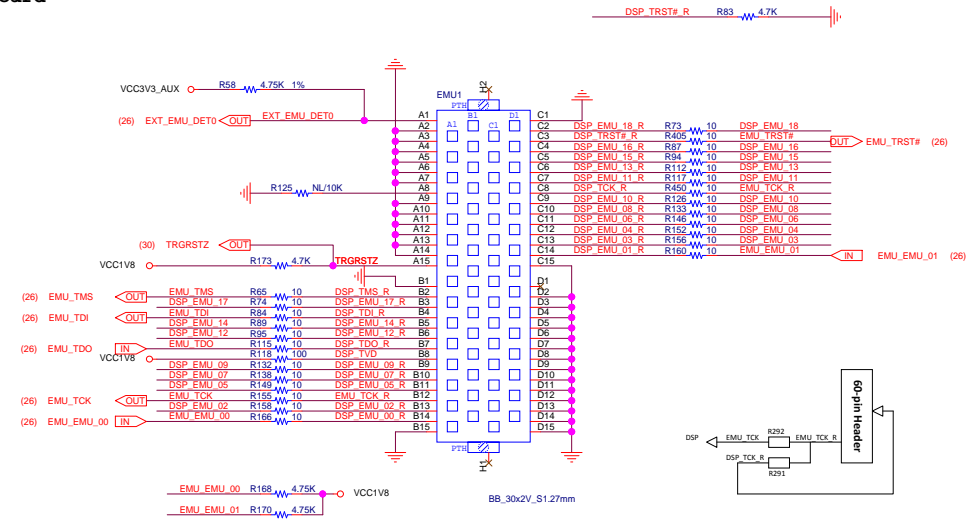 DSP_TRST#_R R83 4.7K
VCC3V3_AUX R58 4.75K 1%
(26) EXT_EMU_DET0 OUT EXT_EMU_DET0
EMU1
H2
PTH
B1 D1
A1 C1
A1 C1
A2 C2 DSP_EMU_18_R R73 10 DSP_EMU_18
A3 C3 DSP_TRST#_R R405 10 EMU_TRST# OUT EMU_TRST# (26)
A4 C4 DSP_EMU_16_R R87 10 DSP_EMU_16
A5 C5 DSP_EMU_15_R R94 10 DSP_EMU_15
A6 C6 DSP_EMU_13_R R112 10 DSP_EMU_13
A7 C7 DSP_EMU_11_R R117 10 DSP_EMU_11
R125 NL/10K A8 C8 DSP_TCK_R R450 10 EMU_TCK_R
A9 C9 DSP_EMU_10_R R126 10 DSP_EMU_10
A10 C10 DSP_EMU_08_R R133 10 DSP_EMU_08
A11 C11 DSP_EMU_06_R R146 10 DSP_EMU_06
A12 C12 DSP_EMU_04_R R152 10 DSP_EMU_04
A13 C13 DSP_EMU_03_R R156 10 DSP_EMU_03
(30) TRGRSTZ OUT
A14 C14 DSP_EMU_01_R R160 10 EMU_EMU_01 IN EMU_EMU_01 (26)
VCC1V8 R173 4.7K TRGRSTZ A15 C15
B1 D1
(26) EMU_TMS OUT EMU_TMS R65 10 DSP_TMS_R B2 D2
DSP_EMU_17 R74 10 DSP_EMU_17_R B3 D3
(26) EMU_TDI OUT EMU_TDI R84 10 DSP_TDI_R B4 D4
DSP_EMU_14 R89 10 DSP_EMU_14_R B5 D5
DSP_EMU_12 R95 10 DSP_EMU_12_R B6 D6
(26) EMU_TDO IN EMU_TDO R115 10 DSP_TDO_R B7 D7
VCC1V8 R118 100 DSP_TVD B8 D8
DSP_EMU_09 R132 10 DSP_EMU_09_R B9 D9
DSP_EMU_07 R138 10 DSP_EMU_07_R B10 D10
DSP_EMU_05 R149 10 DSP_EMU_05_R B11 D11
(26) EMU_TCK OUT EMU_TCK R155 10 EMU_TCK_R B12 D12
DSP_EMU_02 R158 10 DSP_EMU_02_R B13 D13
(26) EMU_EMU_00 IN EMU_EMU_00 R166 10 DSP_EMU_00_R B14 D14
B15 D15
PTH
H1
BB_30x2V_S1.27mm
EMU_EMU_00 R168 4.75K VCC1V8
EMU_EMU_01 R170 4.75K
60-pin Header
DSP EMU_TCK R292 EMU_TCK_R
DSP_TCK_R R291